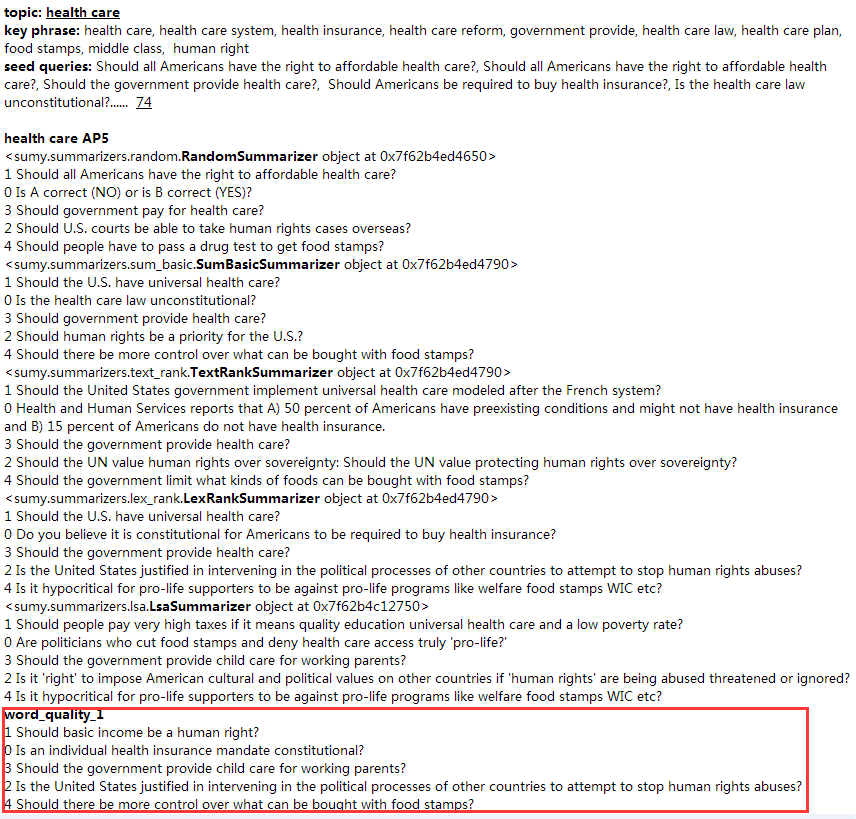 topic: health care
key phrase: health care, health care system, health insurance, health care reform, government provide, health care law, health care plan,
food stamps, middle class, human right
seed queries: Should all Americans have the right to affordable health care?, Should all Americans have the right to affordable health
care?, Should the government provide health care?, Should Americans be required to buy health insurance?, Is the health care law
unconstitutional?...... 74
health care AP5
<sumy.summarizers.random.RandomSummarizer object at 0x7f62b4ed4650>
1 Should all Americans have the right to affordable health care?
0 Is A correct (NO) or is B correct (YES)?
3 Should government pay for health care?
2 Should U.S. courts be able to take human rights cases overseas?
4 Should people have to pass a drug test to get food stamps?
<sumy.summarizers.sum_basic.SumBasicSummarizer object at 0x7f62b4ed4790>
1 Should the U.S. have universal health care?
0 Is the health care law unconstitutional?
3 Should government provide health care?
2 Should human rights be a priority for the U.S.?
4 Should there be more control over what can be bought with food stamps?
<sumy.summarizers.text_rank.TextRankSummarizer object at 0x7f62b4ed4790>
1 Should the United States government implement universal health care modeled after the French system?
0 Health and Human Services reports that A) 50 percent of Americans have preexisting conditions and might not have health insurance
and B) 15 percent of Americans do not have health insurance.
3 Should the government provide health care?
2 Should the UN value human rights over sovereignty: Should the UN value protecting human rights over sovereignty?
4 Should the government limit what kinds of foods can be bought with food stamps?
<sumy.summarizers.lex_rank.LexRankSummarizer object at 0x7f62b4ed4790>
1 Should the U.S. have universal health care?
0 Do you believe it is constitutional for Americans to be required to buy health insurance?
3 Should the government provide health care?
2 Is the United States justified in intervening in the political processes of other countries to attempt to stop human rights abuses?
4 Is it hypocritical for pro-life supporters to be against pro-life programs like welfare food stamps WIC etc?
<sumy.summarizers.lsa.LsaSummarizer object at 0x7f62b4c12750>
1 Should people pay very high taxes if it means quality education universal health care and a low poverty rate?
0 Are politicians who cut food stamps and deny health care access truly 'pro-life?'
3 Should the government provide child care for working parents?
2 Is it 'right' to impose American cultural and political values on other countries if 'human rights' are being abused threatened or ignored?
4 Is it hypocritical for pro-life supporters to be against pro-life programs like welfare food stamps WIC etc?
word_quality_1
1 Should basic income be a human right?
0 Is an individual health insurance mandate constitutional?
3 Should the government provide child care for working parents?
2 Is the United States justified in intervening in the political processes of other countries to attempt to stop human rights abuses?
4 Should there be more control over what can be bought with food stamps?